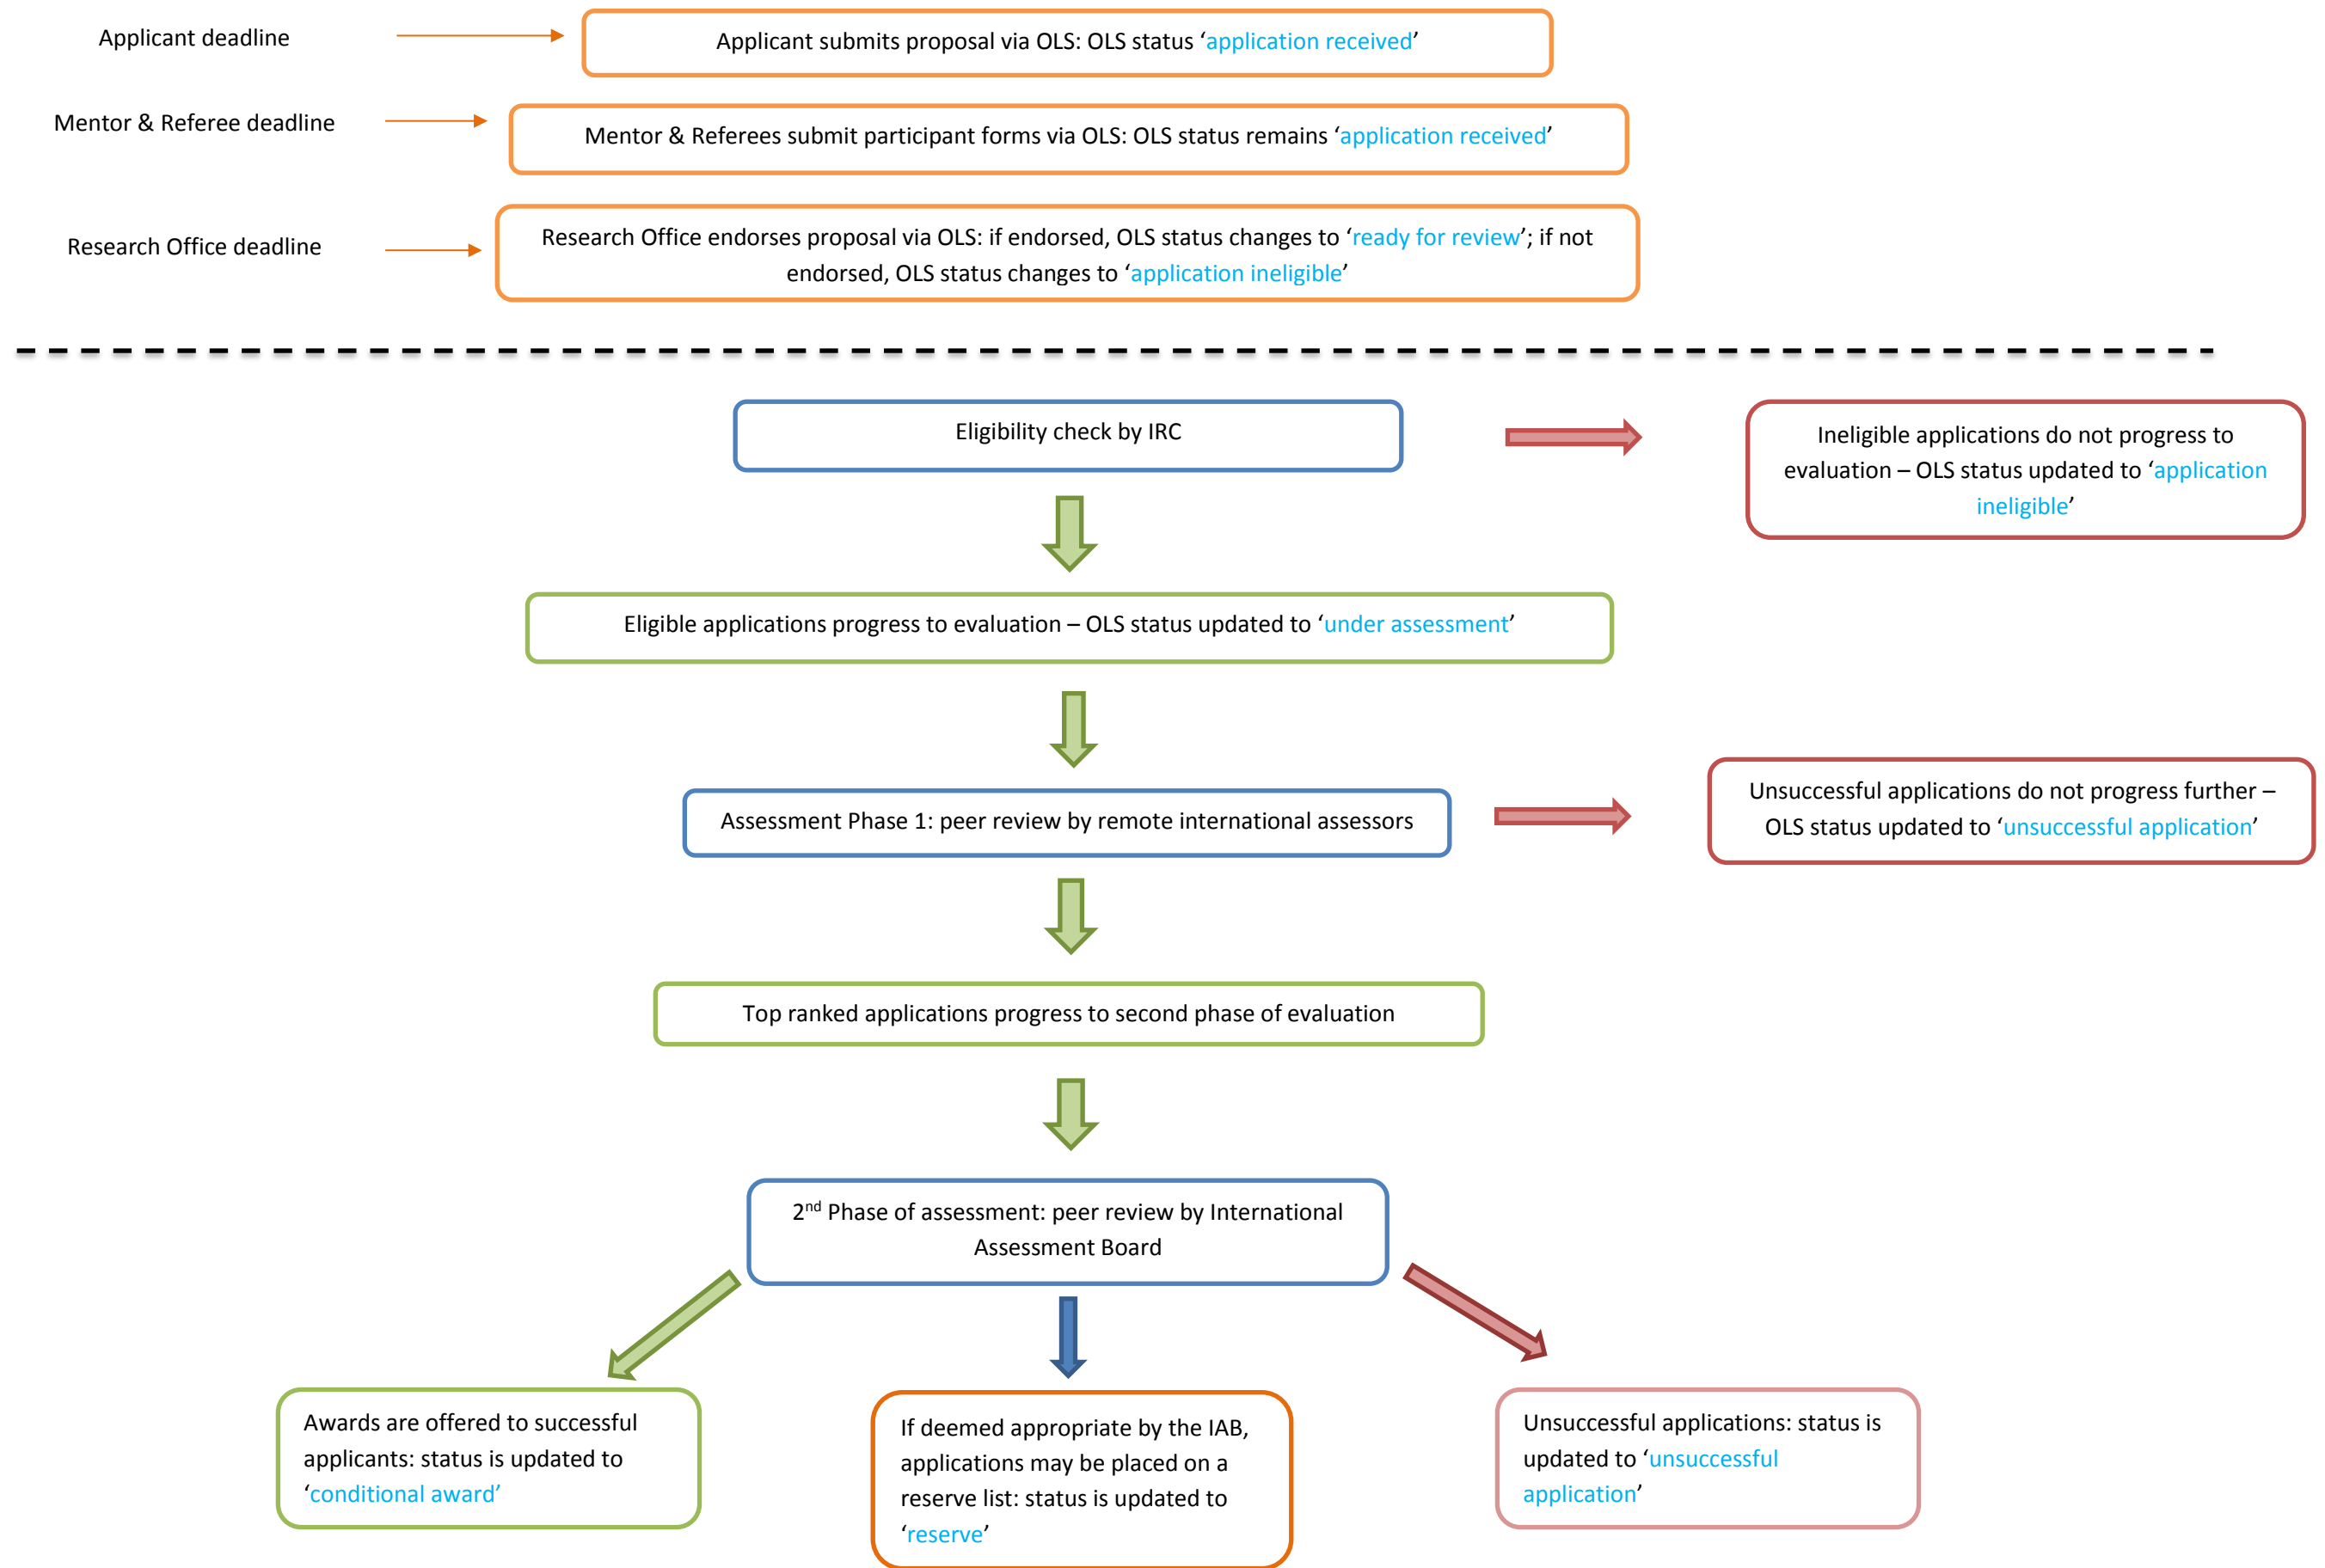 Applicant deadline
Applicant submits proposal via OLS: OLS status ‘application received’
Mentor & Referee deadline
Mentor & Referees submit participant forms via OLS: OLS status remains ‘application received’
Research Office deadline
Research Office endorses proposal via OLS: if endorsed, OLS status changes to ‘ready for review’; if not
endorsed, OLS status changes to ‘application ineligible’
Eligibility check by IRC
Ineligible applications do not progress to
evaluation – OLS status updated to ‘application
ineligible’
Eligible applications progress to evaluation – OLS status updated to ‘under assessment’
Assessment Phase 1: peer review by remote international assessors
Unsuccessful applications do not progress further –
OLS status updated to ‘unsuccessful application’
Top ranked applications progress to second phase of evaluation
2nd Phase of assessment: peer review by International
Assessment Board
Awards are offered to successful
applicants: status is updated to
‘conditional award’
If deemed appropriate by the IAB,
applications may be placed on a
reserve list: status is updated to
‘reserve’
Unsuccessful applications: status is
updated to ‘unsuccessful
application’